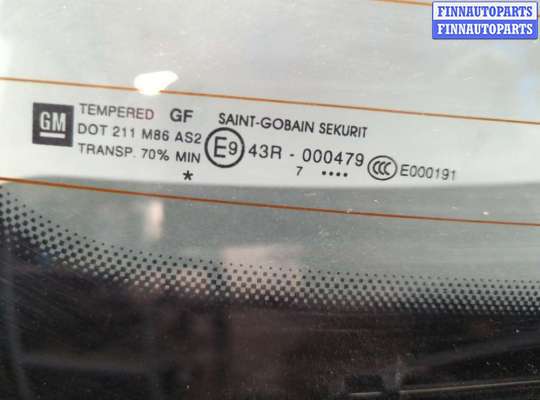 FINNAUTOPARTS
FINNAUTOPARTS
GM
TEMPERED GF SAINT-GOBAIN SEKURIT
DOT 211 M86 AS2
E9 43R - 000479
CCC E000191
TRANSP. 70% MIN
* 7 ••••